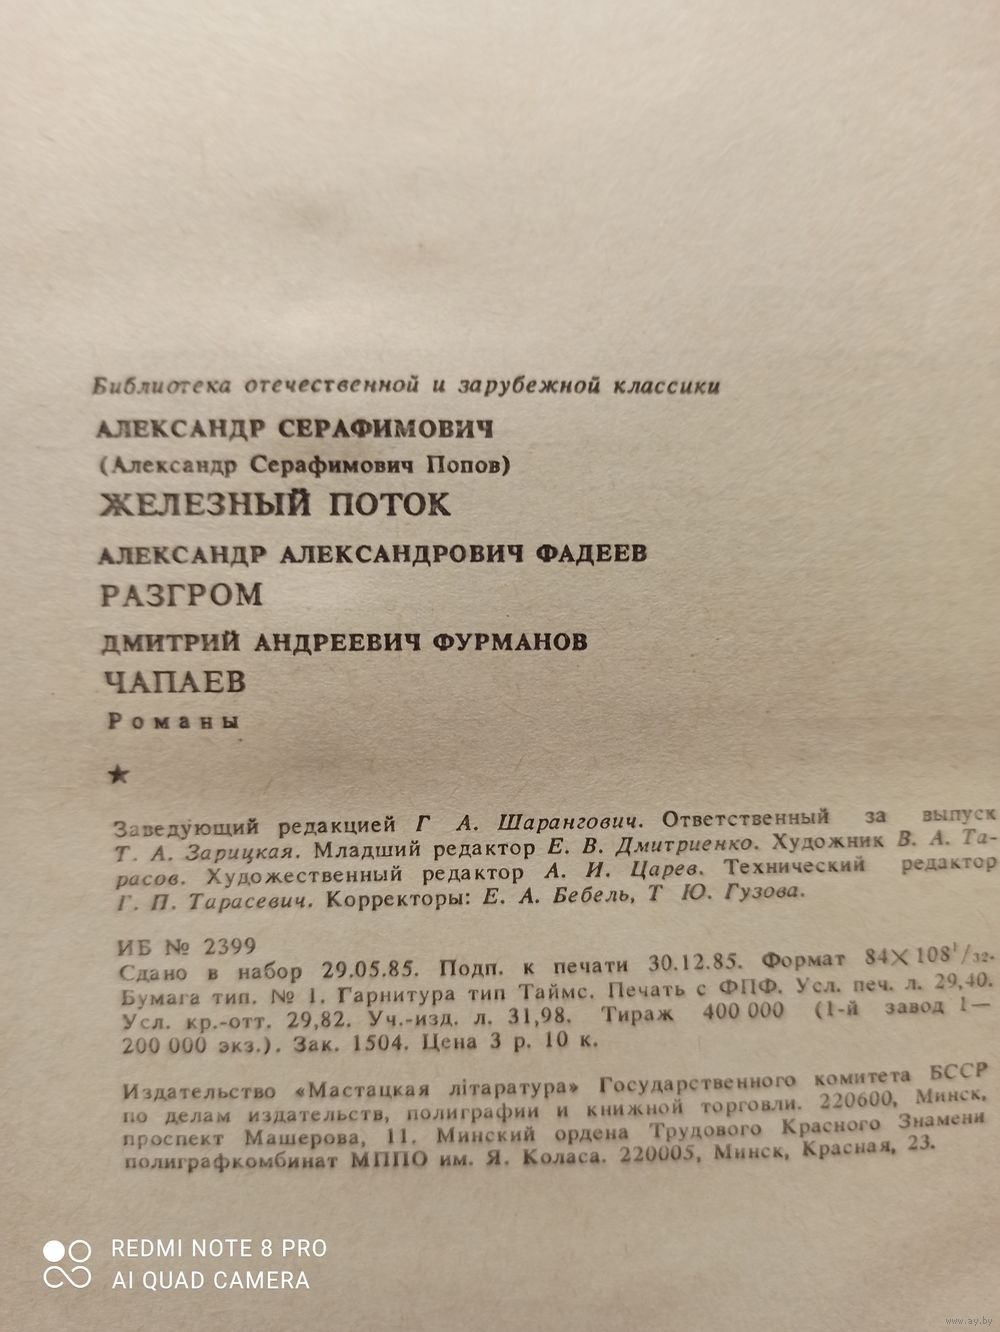 Библиотека отечественной и зарубежной классики
АЛЕКСАНДР СЕРАФИМОВИЧ
(Александр Серафимович Попов)
ЖЕЛЕЗНЫЙ ПОТОК
АЛЕКСАНДР АЛЕКСАНДРОВИЧ ФАДЕЕВ
РАЗГРОМ
ДМИТРИЙ АНДРЕЕВИЧ ФУРМАНОВ
ЧАПАЕВ
Романы
★
Заведующий редакцией Г А. Шарангович. Ответственный за выпуск
Т. А. Зарицкая. Младший редактор Е. В. Дмитриенко. Художник В. А. Та-
расов. Художественный редактор А. И. Царев. Технический редактор
Г. П. Тарасевич. Корректоры: Е. А. Бебель, Т Ю. Гузова.
ИБ № 2399
Сдано в набор 29.05.85. Подп. к печати 30.12.85. Формат 84×108 1/32.
Бумага тип. № 1. Гарнитура тип Таймс. Печать с ФПФ. Усл. печ. л. 29,40.
Усл. кр.-отт. 29,82. Уч.-изд. л. 31,98. Тираж 400 000 (1-й завод 1—
200 000 экз.). Зак. 1504. Цена 3 р. 10 к.
Издательство «Мастацкая літаратура» Государственного комитета БССР
по делам издательств, полиграфии и книжной торговли. 220600, Минск,
проспект Машерова, 11. Минский ордена Трудового Красного Знамени
полиграфкомбинат МППО им. Я. Коласа. 220005, Минск, Красная, 23.
REDMI NOTE 8 PRO
AI QUAD CAMERA
www.ay.by